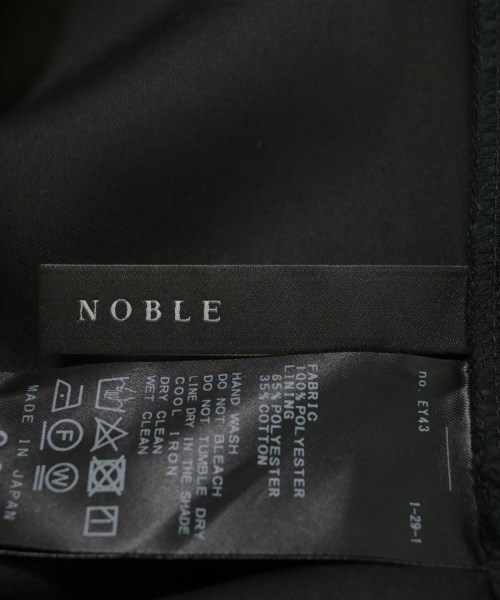 NOBLE
no. EY43
1-29-1
FABRIC
100% POLYESTER
LINING
65% POLYESTER
35% COTTON
HAND WASH
DO NOT BLEACH
DO NOT TUMBLE DRY
LINE DRY IN THE SHADE
COOL IRON
DRY CLEAN
WET CLEAN
F
W
MADE IN JAPAN